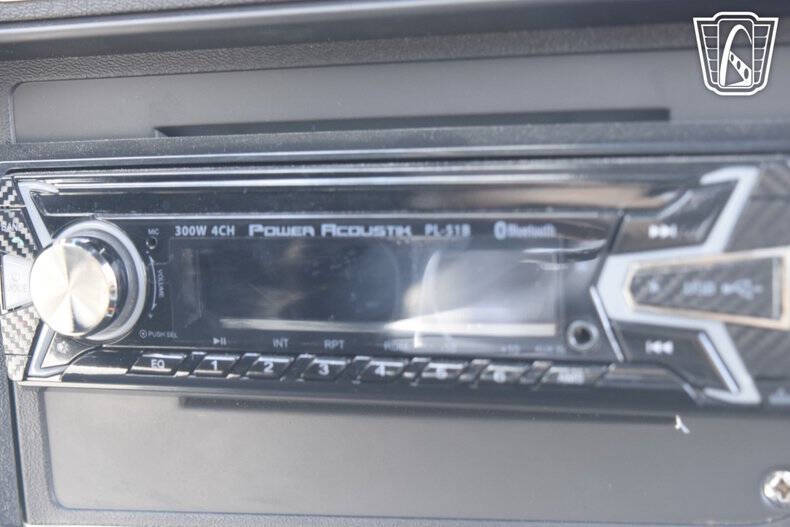 BAND
MIC
300W 4CH POWER ACOUSTIK PL-51B Bluetooth
VOLUME
PUSH SEL
INT RPT
EQ 1 2 3 4 5 6